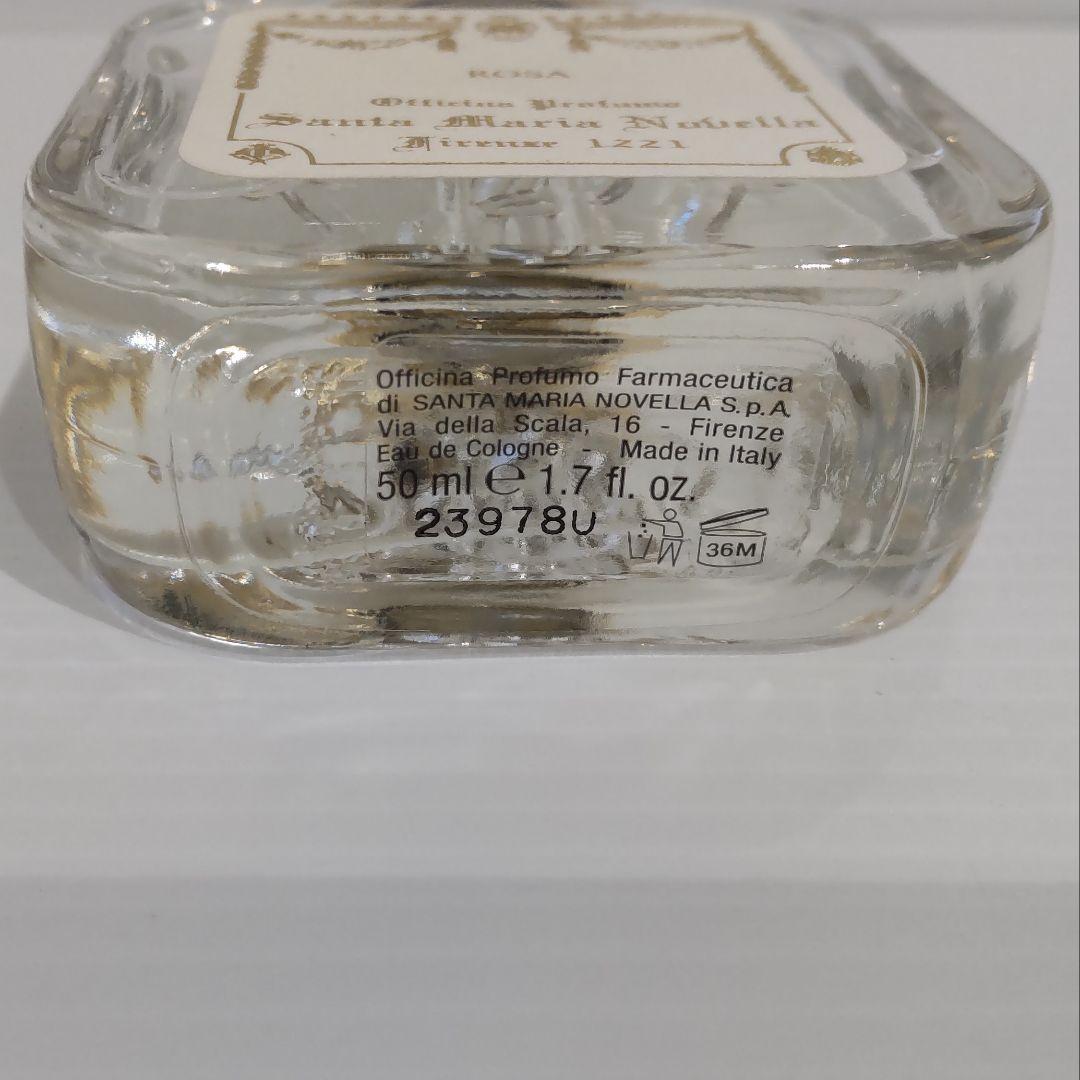 ROSA
Officina Profumo
Santa Maria Novella
Firenze 1221
Officina Profumo Farmaceutica
di SANTA MARIA NOVELLA S.p.A.
Via della Scala, 16 - Firenze
Eau de Cologne - Made in Italy
50 ml e 1.7 fl. oz.
23978U
36M